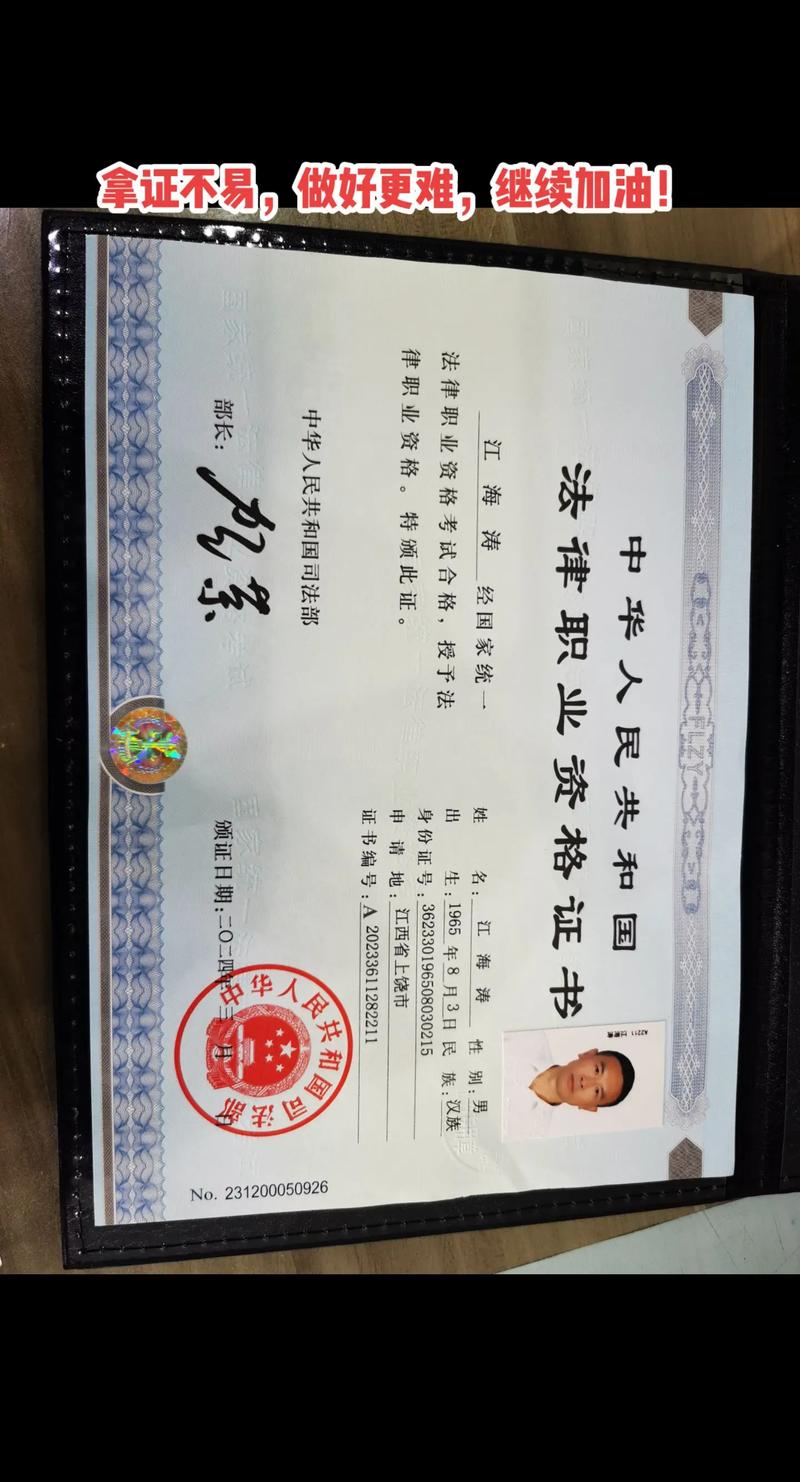 拿证不易，做好更难，继续加油！
中华人民共和国
法律职业资格证书
江海涛 经国家统一
法律职业资格考试合格，授予法
律职业资格。特颁此证。
中华人民共和国司法部
部长：
姓 名：江海涛 性 别：男
出 生：1965年8月3日 民 族：汉族
身份证号：362330196508030215
申 请 地：江西省上饶市
证书编号：A 20233611282211
颁证日期：二〇二四年三月 日
中华人民共和国司法部
No. 231200050926
FLZY